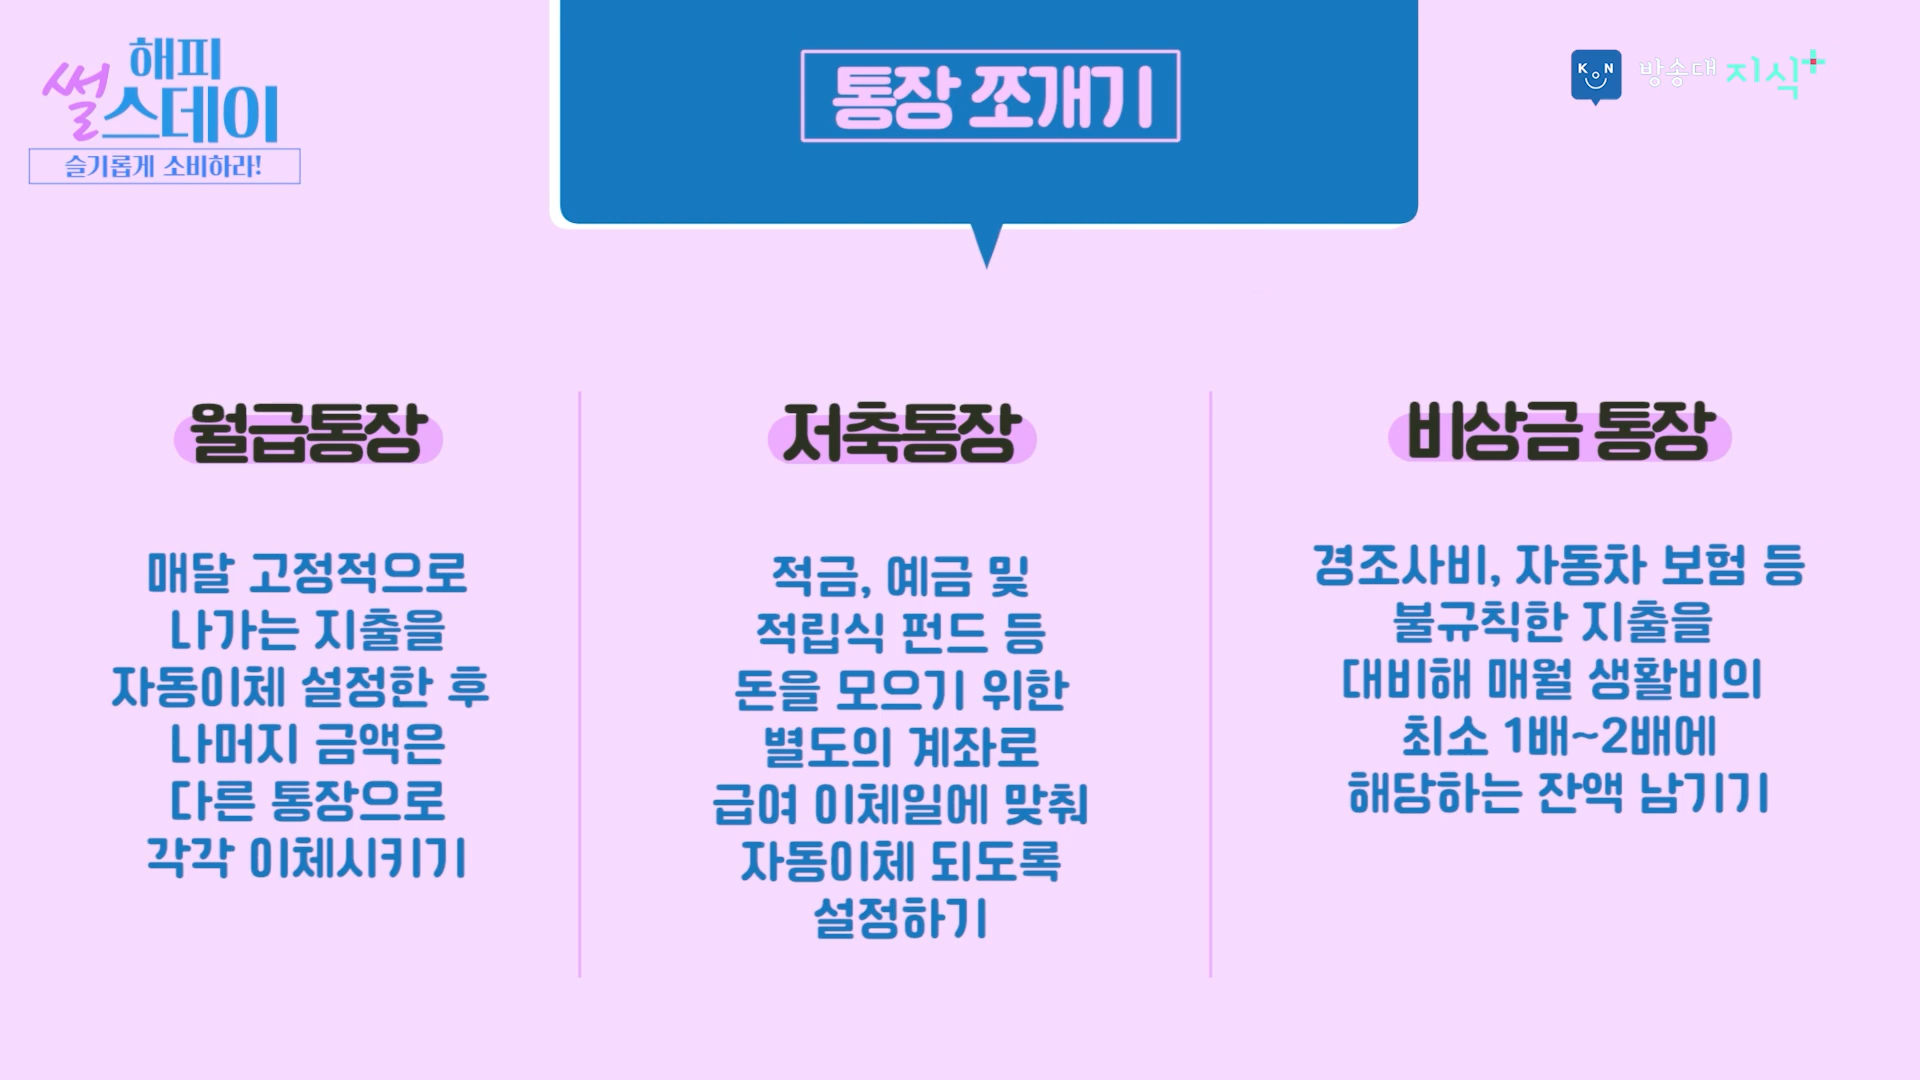 해피
썰스데이
슬기롭게 소비하라!
통장 쪼개기
KON
방송대 지식+
월급통장
매달 고정적으로
나가는 지출을
자동이체 설정한 후
나머지 금액은
다른 통장으로
각각 이체시키기
저축통장
적금, 예금 및
적립식 펀드 등
돈을 모으기 위한
별도의 계좌로
급여 이체일에 맞춰
자동이체 되도록
설정하기
비상금 통장
경조사비, 자동차 보험 등
불규칙한 지출을
대비해 매월 생활비의
최소 1배~2배에
해당하는 잔액 남기기